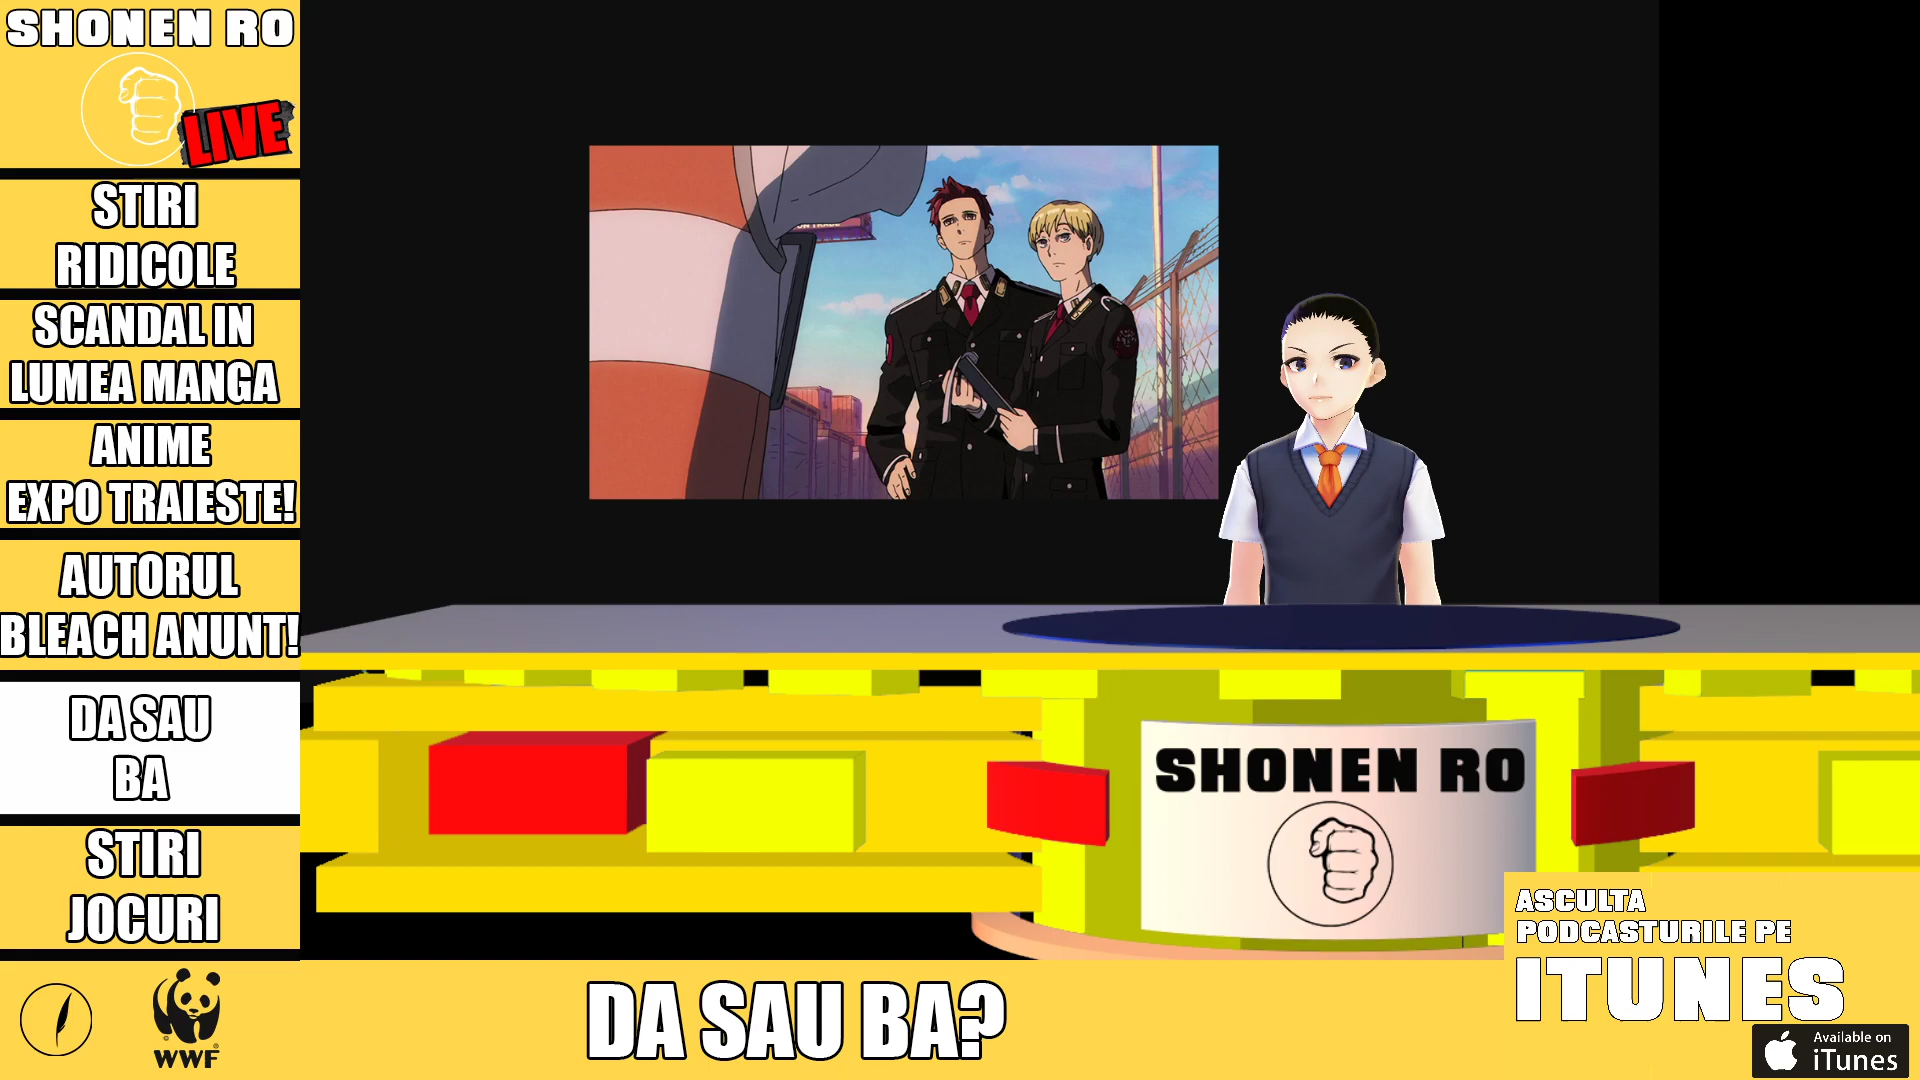 SHONEN RO
LIVE
STIRI
RIDICOLE
SCANDAL IN
LUMEA MANGA
ANIME
EXPO TRAIESTE!
AUTORUL
BLEACH ANUNT!
DA SAU
BA
STIRI
JOCURI
WWF
SHONEN RO
DA SAU BA?
ASCULTA
PODCASTURILE PE
ITUNES
Available on
iTunes